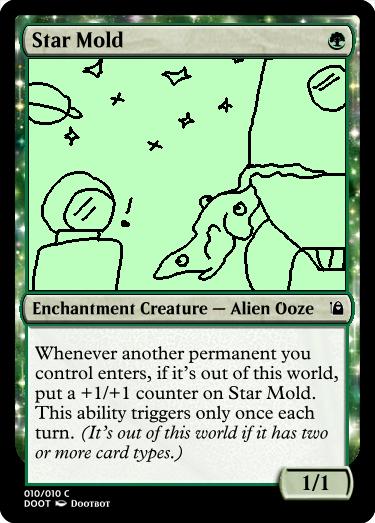 Star Mold
!
Enchantment Creature — Alien Ooze
Whenever another permanent you
control enters, if it's out of this world,
put a +1/+1 counter on Star Mold.
This ability triggers only once each
turn. (It's out of this world if it has two
or more card types.)
1/1
010/010 C
DOOT Dootbot